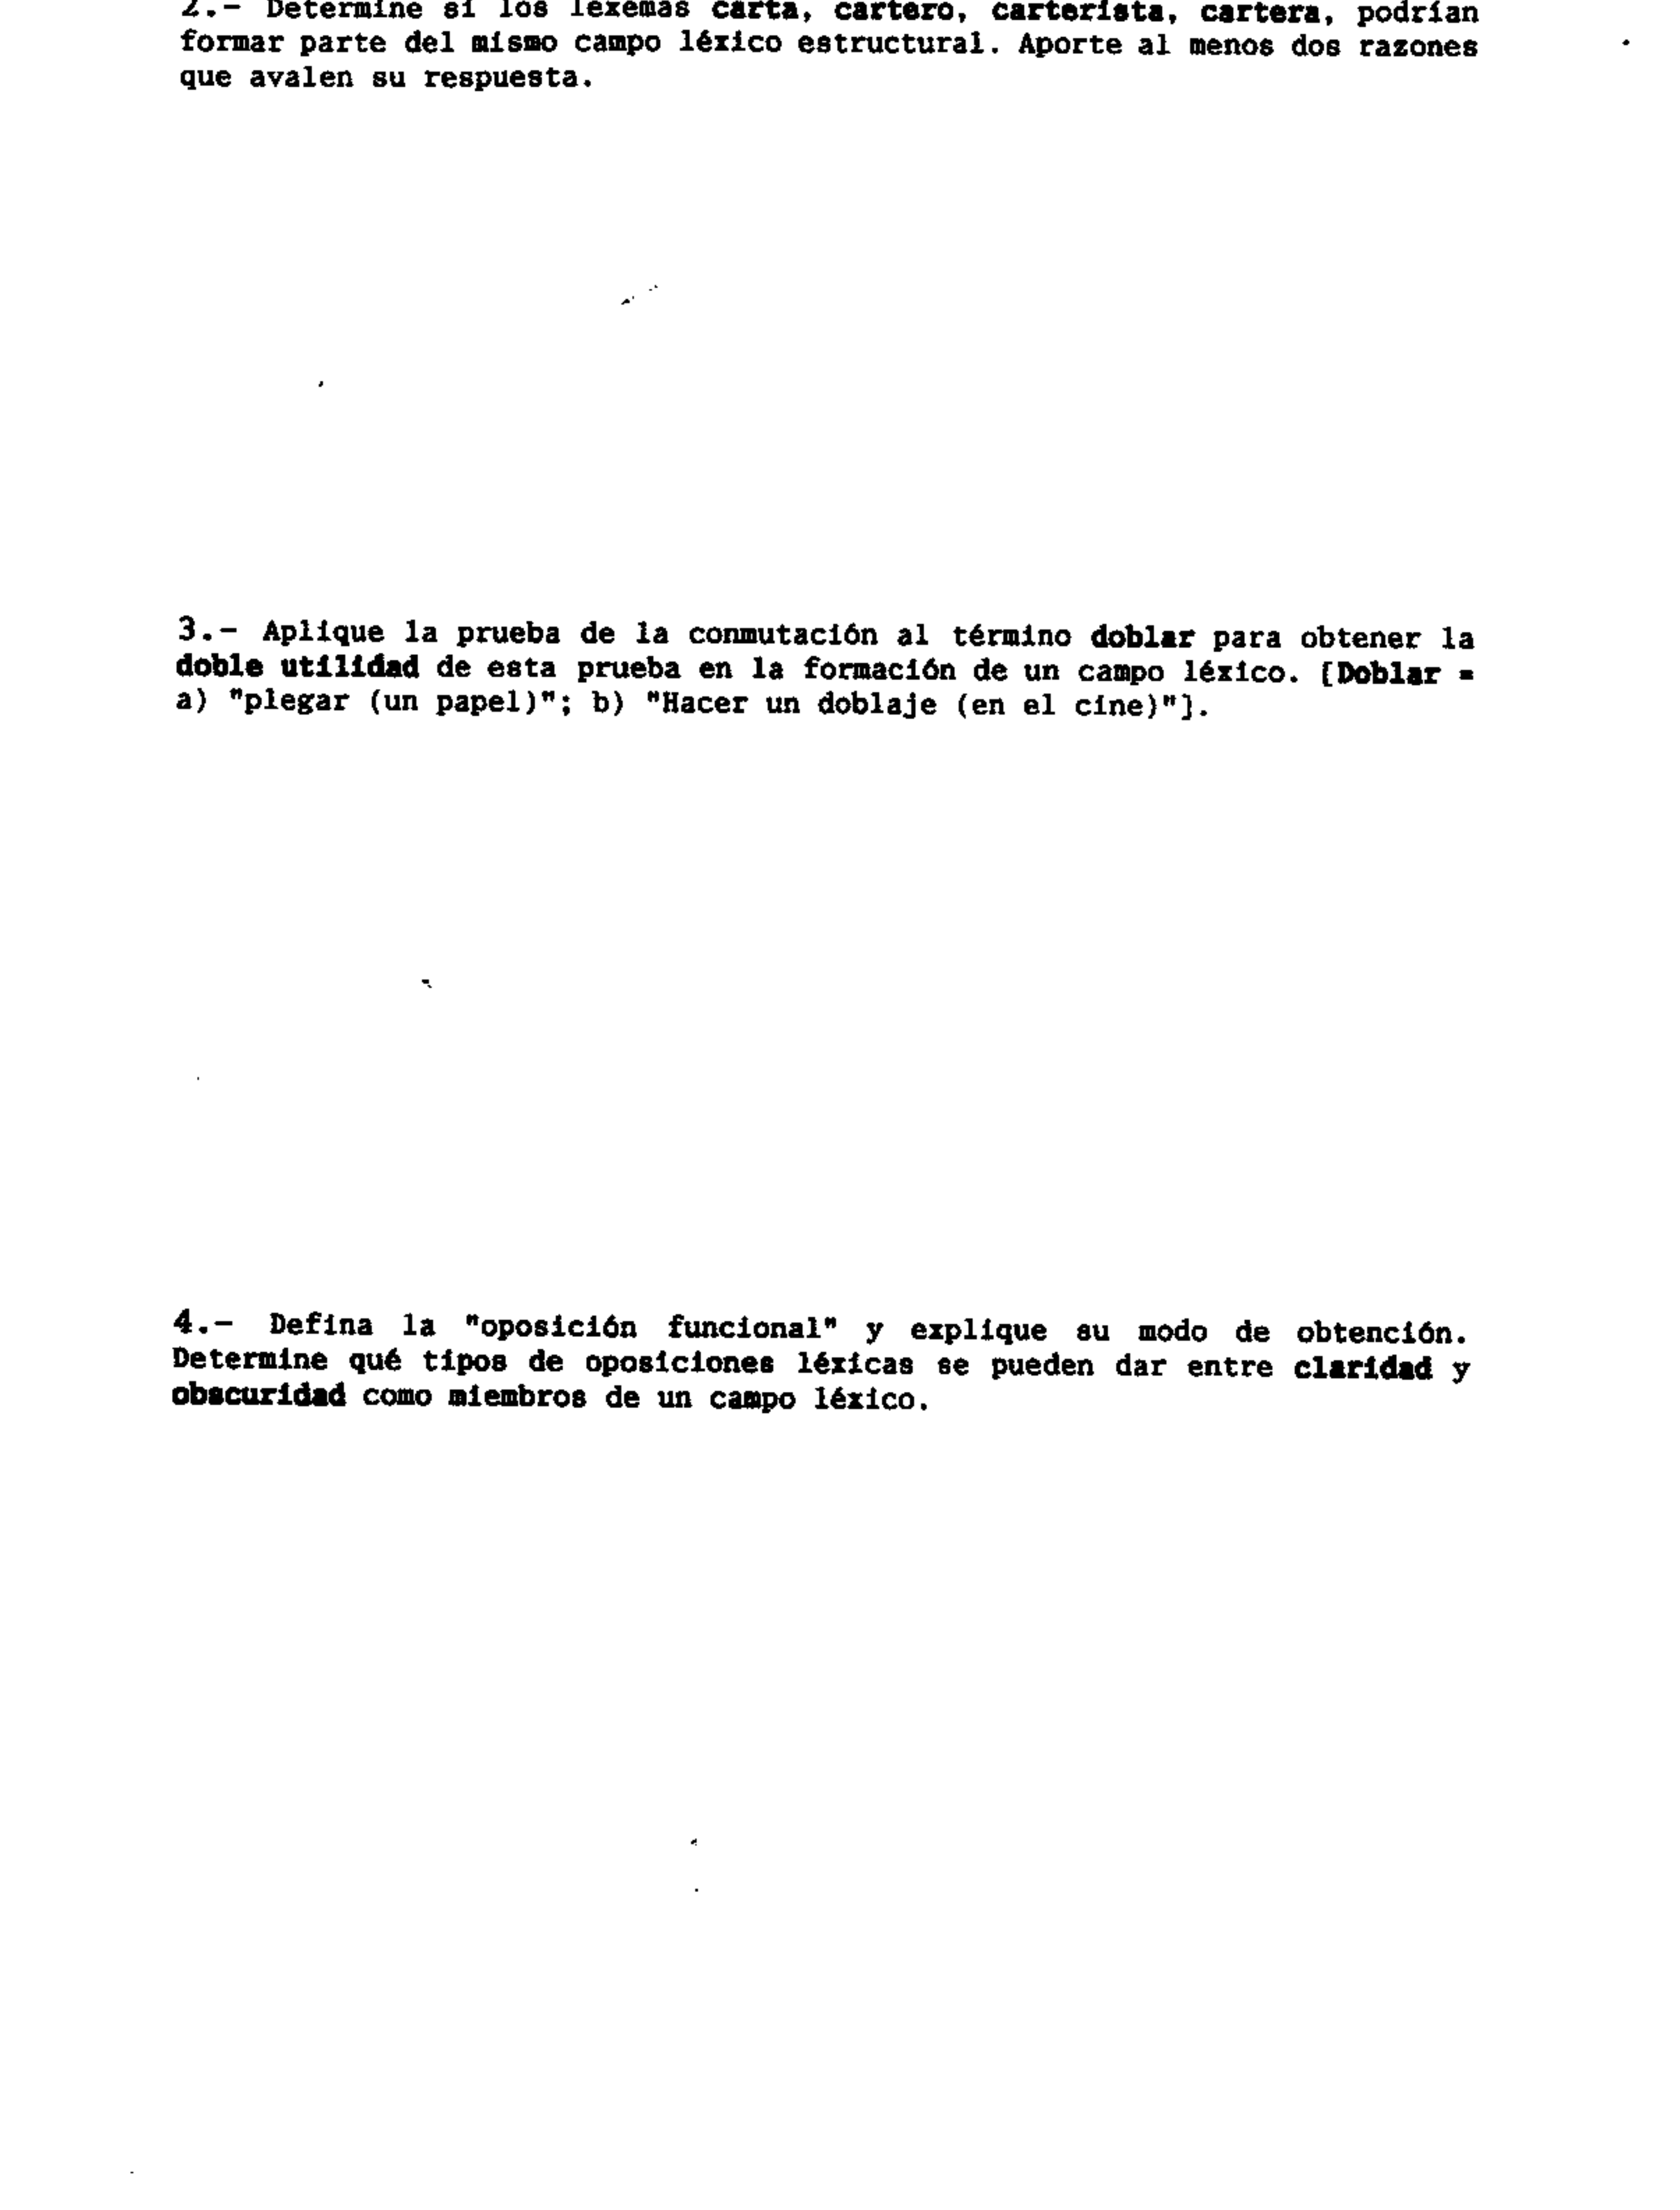 2.- Determine si los lexemas carta, cartero, carterista, cartera, podrían
formar parte del mismo campo léxico estructural. Aporte al menos dos razones
que avalen su respuesta.
3.- Aplique la prueba de la conmutación al término doblar para obtener la
doble utilidad de esta prueba en la formación de un campo léxico. [Doblar =
a) "plegar (un papel)"; b) "Hacer un doblaje (en el cine)"].
4.- Defina la "oposición funcional" y explique su modo de obtención.
Determine qué tipos de oposiciones léxicas se pueden dar entre claridad y
obscuridad como miembros de un campo léxico.